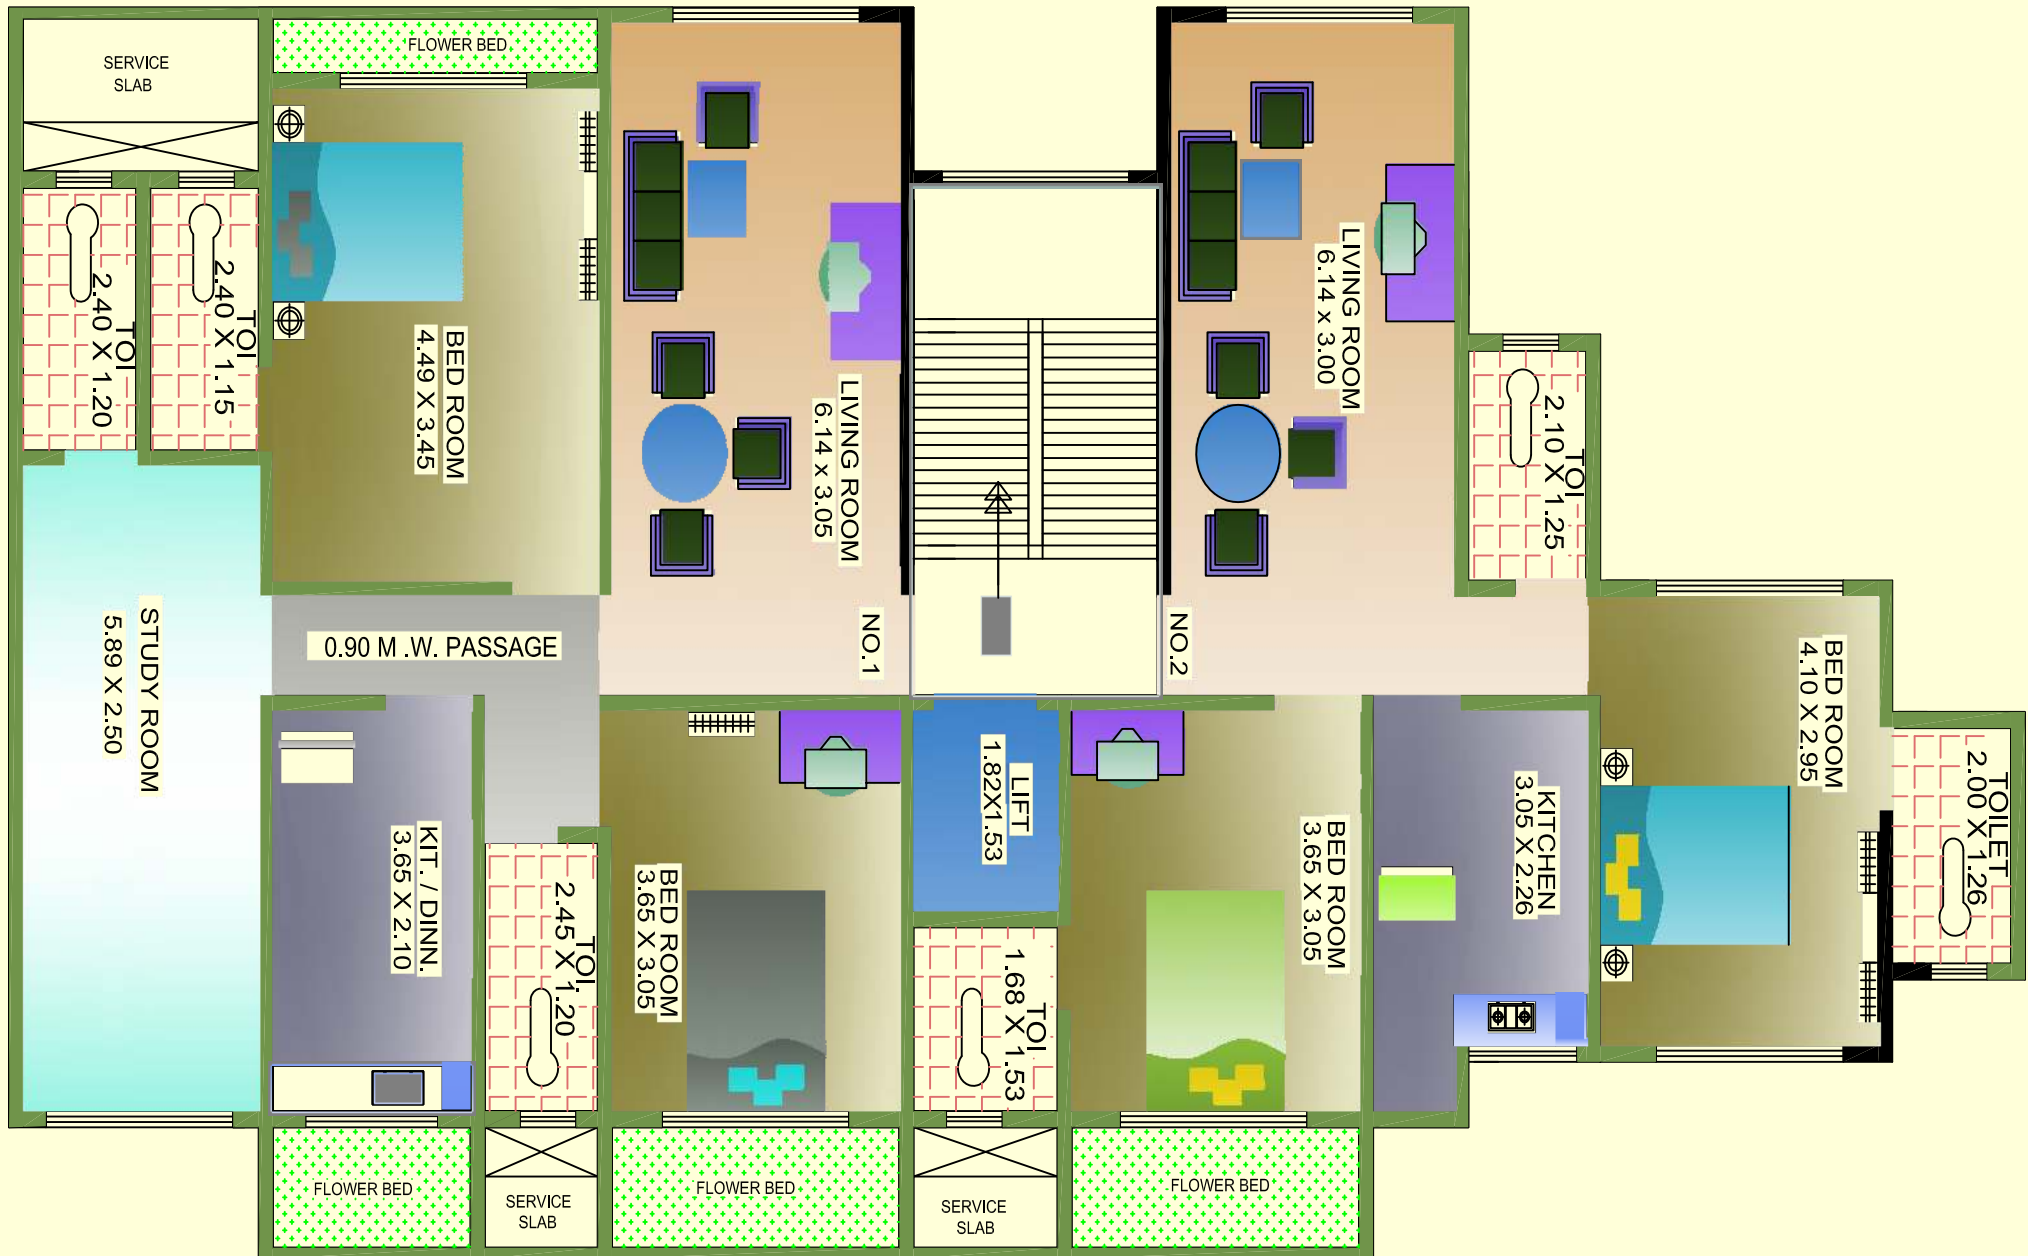 SERVICE
SLAB
FLOWER BED
TOI
2.40 X 1.20
TOI
2.40 X 1.15
BED ROOM
4.49 X 3.45
LIVING ROOM
6.14 x 3.05
LIVING ROOM
6.14 x 3.00
TOI
2.10 X 1.25
STUDY ROOM
5.89 X 2.50
0.90 M .W. PASSAGE
NO.1
NO.2
BED ROOM
4.10 X 2.95
TOILET
2.00 X 1.26
KIT. / DINN.
3.65 X 2.10
TOI.
2.45 X 1.20
BED ROOM
3.65 X 3.05
LIFT
1.82X1.53
TOI
1.68 X 1.53
BED ROOM
3.65 X 3.05
KITCHEN
3.05 X 2.26
FLOWER BED
SERVICE
SLAB
FLOWER BED
SERVICE
SLAB
FLOWER BED